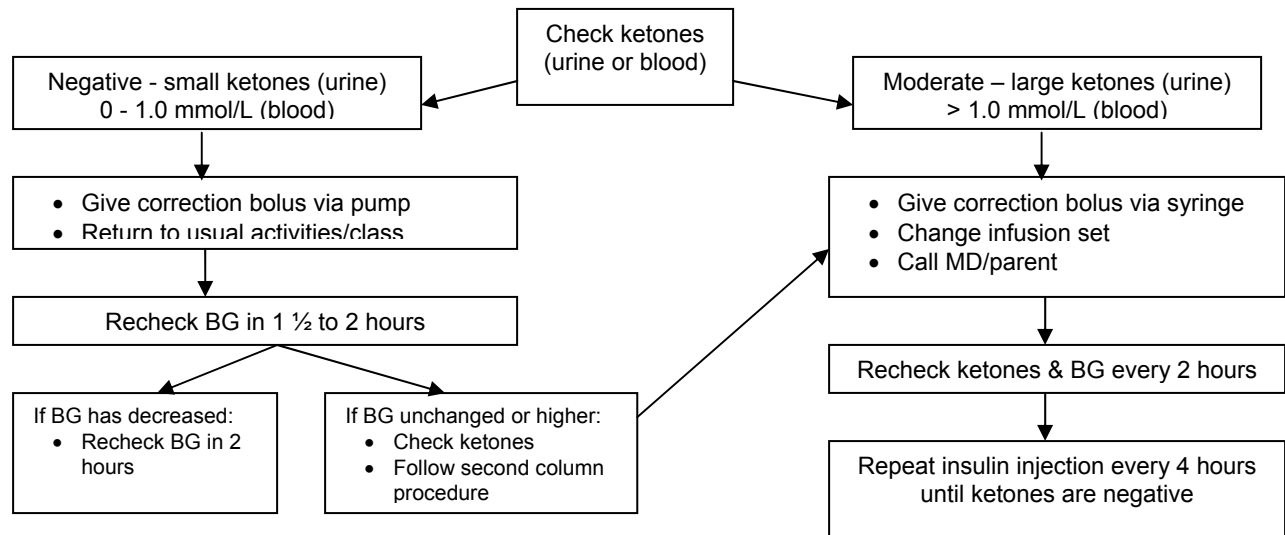 Check ketones
(urine or blood)
Negative - small ketones (urine)
0 - 1.0 mmol/L (blood)
• Give correction bolus via pump
• Return to usual activities/class
Recheck BG in 1 ½ to 2 hours
If BG has decreased:
• Recheck BG in 2
hours
If BG unchanged or higher:
• Check ketones
• Follow second column
procedure
Moderate – large ketones (urine)
> 1.0 mmol/L (blood)
• Give correction bolus via syringe
• Change infusion set
• Call MD/parent
Recheck ketones & BG every 2 hours
Repeat insulin injection every 4 hours
until ketones are negative